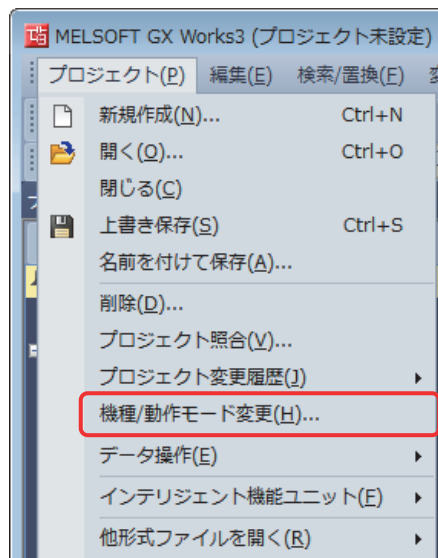 MELSOFT GX Works3 (プロジェクト未設定)
プロジェクト(P) 編集(E) 検索/置換(F)
新規作成(N)... Ctrl+N
開く(O)... Ctrl+O
閉じる(C)
上書き保存(S) Ctrl+S
名前を付けて保存(A)...
削除(D)...
プロジェクト照合(V)...
プロジェクト変更履歴(J)
機種/動作モード変更(H)...
データ操作(E)
インテリジェント機能ユニット(F)
他形式ファイルを開く(R)